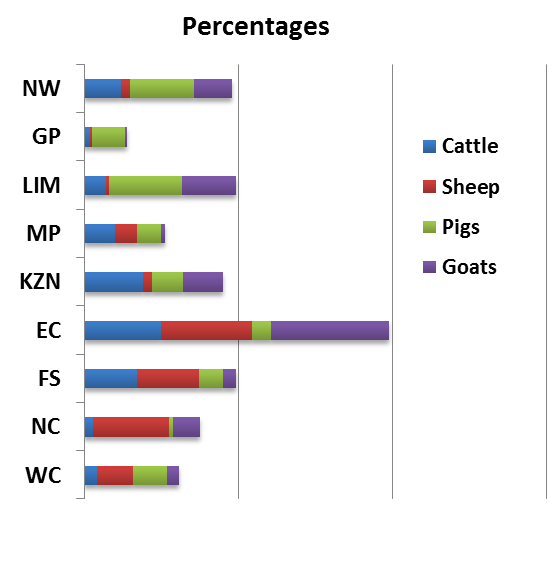 Percentages
NW
GP
LIM
MP
KZN
EC
FS
NC
WC
Cattle
Sheep
Pigs
Goats